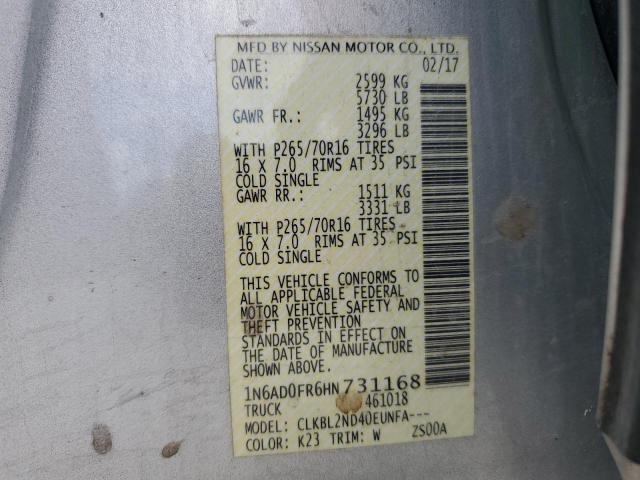 MFD BY NISSAN MOTOR CO., LTD.
DATE: 02/17
GVWR: 2599 KG
5730 LB
GAWR FR.: 1495 KG
3296 LB
WITH P265/70R16 TIRES
16 X 7.0 RIMS AT 35 PSI
COLD SINGLE
GAWR RR.: 1511 KG
3331 LB
WITH P265/70R16 TIRES
16 X 7.0 RIMS AT 35 PSI
COLD SINGLE
THIS VEHICLE CONFORMS TO
ALL APPLICABLE FEDERAL
MOTOR VEHICLE SAFETY AND
THEFT PREVENTION
STANDARDS IN EFFECT ON
THE DATE OF MANUFACTURE
SHOWN ABOVE.
1N6AD0FR6HN731168
TRUCK 461018
MODEL: CLKBL2ND40EUNFA---
COLOR: K23 TRIM: W ZS00A